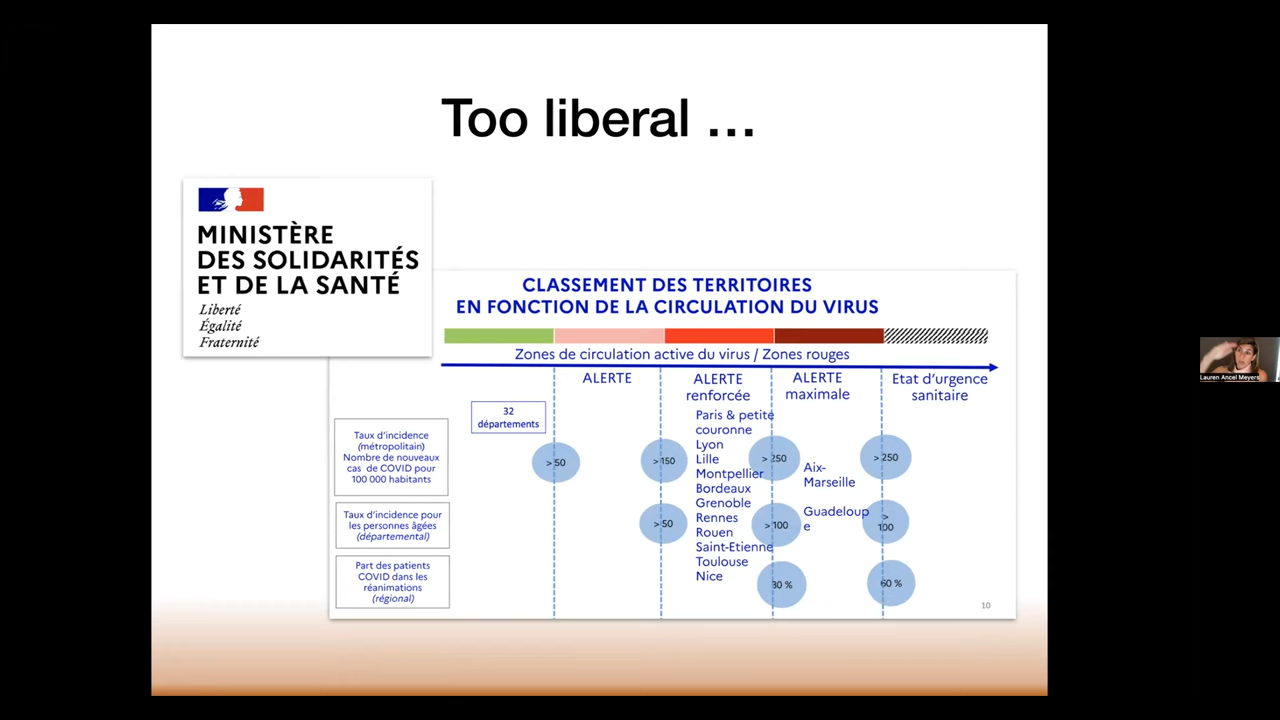 Too liberal ...
MINISTÈRE
DES SOLIDARITÉS
ET DE LA SANTÉ
Liberté
Égalité
Fraternité
CLASSEMENT DES TERRITOIRES
EN FONCTION DE LA CIRCULATION DU VIRUS
Zones de circulation active du virus / Zones rouges
ALERTE
ALERTE
renforcée
ALERTE
maximale
Etat d'urgence
sanitaire
32
départements
Taux d'incidence
(métropolitain)
Nombre de nouveaux
cas de COVID pour
100 000 habitants
> 50
> 150
> 250
> 250
Paris & petite
couronne
Lyon
Lille
Montpellier
Bordeaux
Grenoble
Rennes
Rouen
Saint-Etienne
Toulouse
Nice
Aix-
Marseille
Guadeloup
e
Taux d'incidence pour
les personnes âgées
(départemental)
> 50
> 100
>
100
Part des patients
COVID dans les
réanimations
(régional)
30 %
60 %
10
Lauren Ancel Meyers